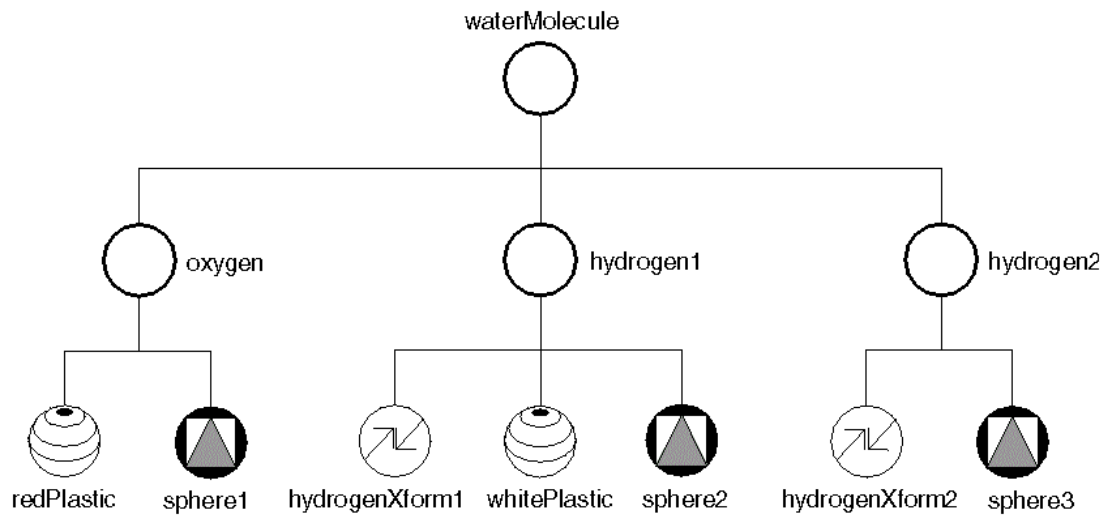 waterMolecule
oxygen
hydrogen1
hydrogen2
redPlastic
sphere1
hydrogenXform1
whitePlastic
sphere2
hydrogenXform2
sphere3